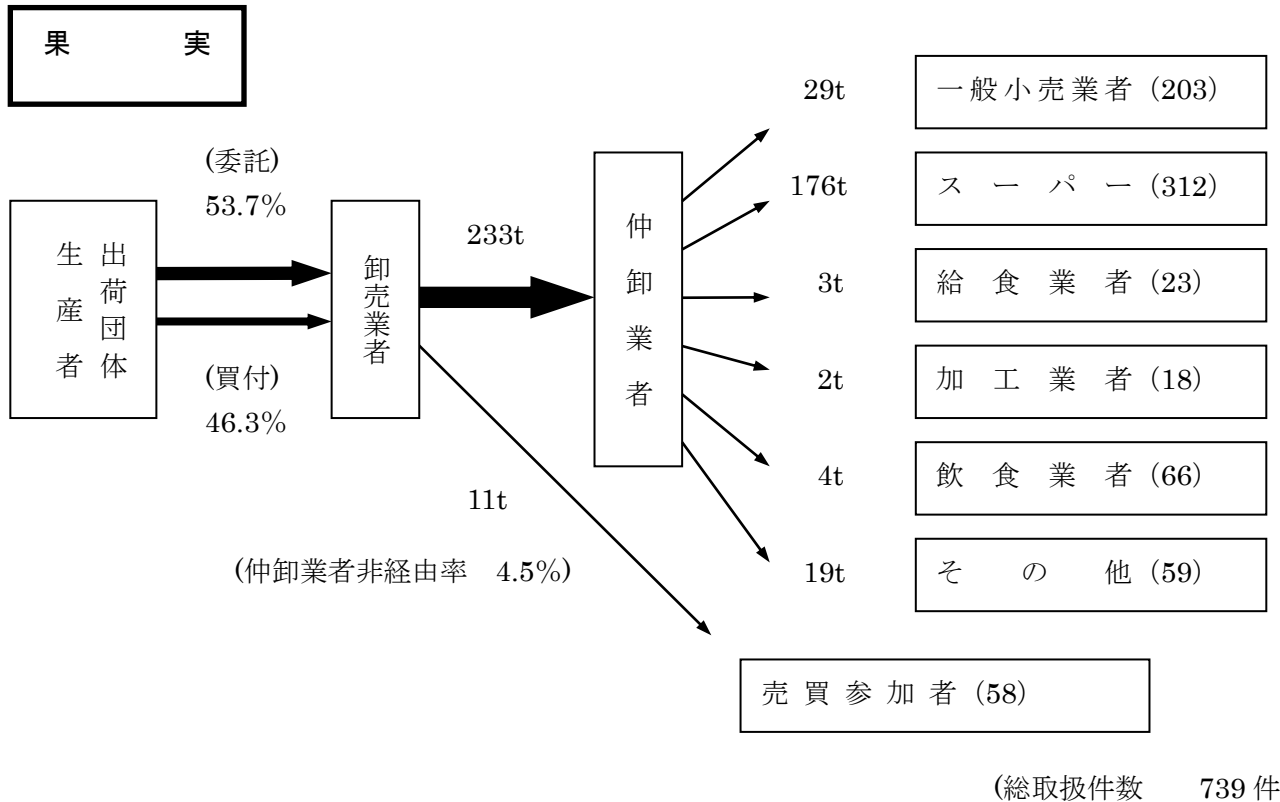 果 実
(委託)
53.7%
生産者
出荷団体
(買付)
46.3%
卸売業者
233t
11t
(仲卸業者非経由率 4.5%)
仲卸業者
29t
一般小売業者 (203)
176t
スーパー (312)
3t
給食業者 (23)
2t
加工業者 (18)
4t
飲食業者 (66)
19t
その他 (59)
売買参加者 (58)
(総取扱件数 739 件